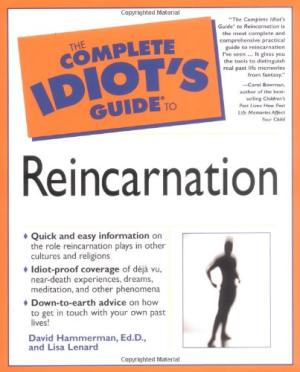 Copyrighted Material
THE
COMPLETE
IDIOT'S
GUIDE® TO
"The Complete Idiot's
Guide® to Reincarnation is
the most complete and
comprehensive practical
guide to reincarnation
I've seen ... It gives you
the tools to distinguish
real past life memories
from fantasy."
—Carol Bowman,
author of the best-
selling Children's
Past Lives: How Past
Life Memories Affect
Your Child
Reincarnation
♦ Quick and easy information on
the role reincarnation plays in other
cultures and religions
♦ Idiot-proof coverage of déjà vu,
near-death experiences, dreams,
meditation, and other phenomena
♦ Down-to-earth advice on how
to get in touch with your own past
lives!
David Hammerman, Ed.D.,
and Lisa Lenard
Copyrighted Material